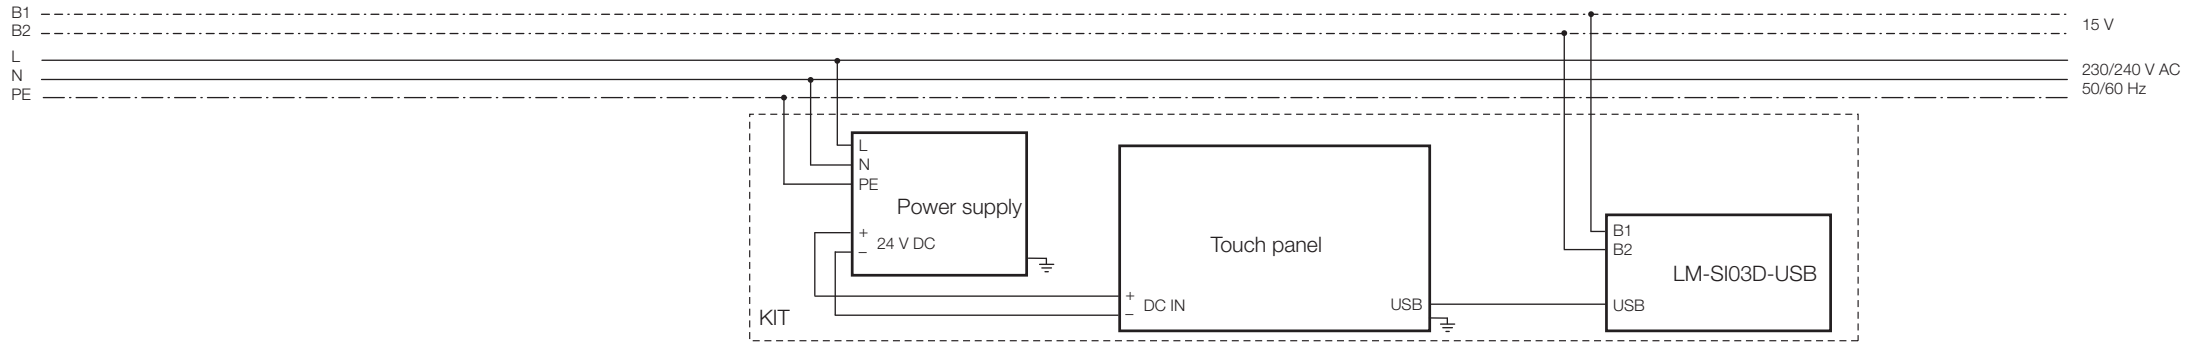 B1
B2
15 V
L
N
230/240 V AC
PE
50/60 Hz
L
N
PE
Power supply
+
24 V DC
–
Touch panel
B1
B2
LM-SI03D-USB
+
DC IN
–
USB
USB
KIT